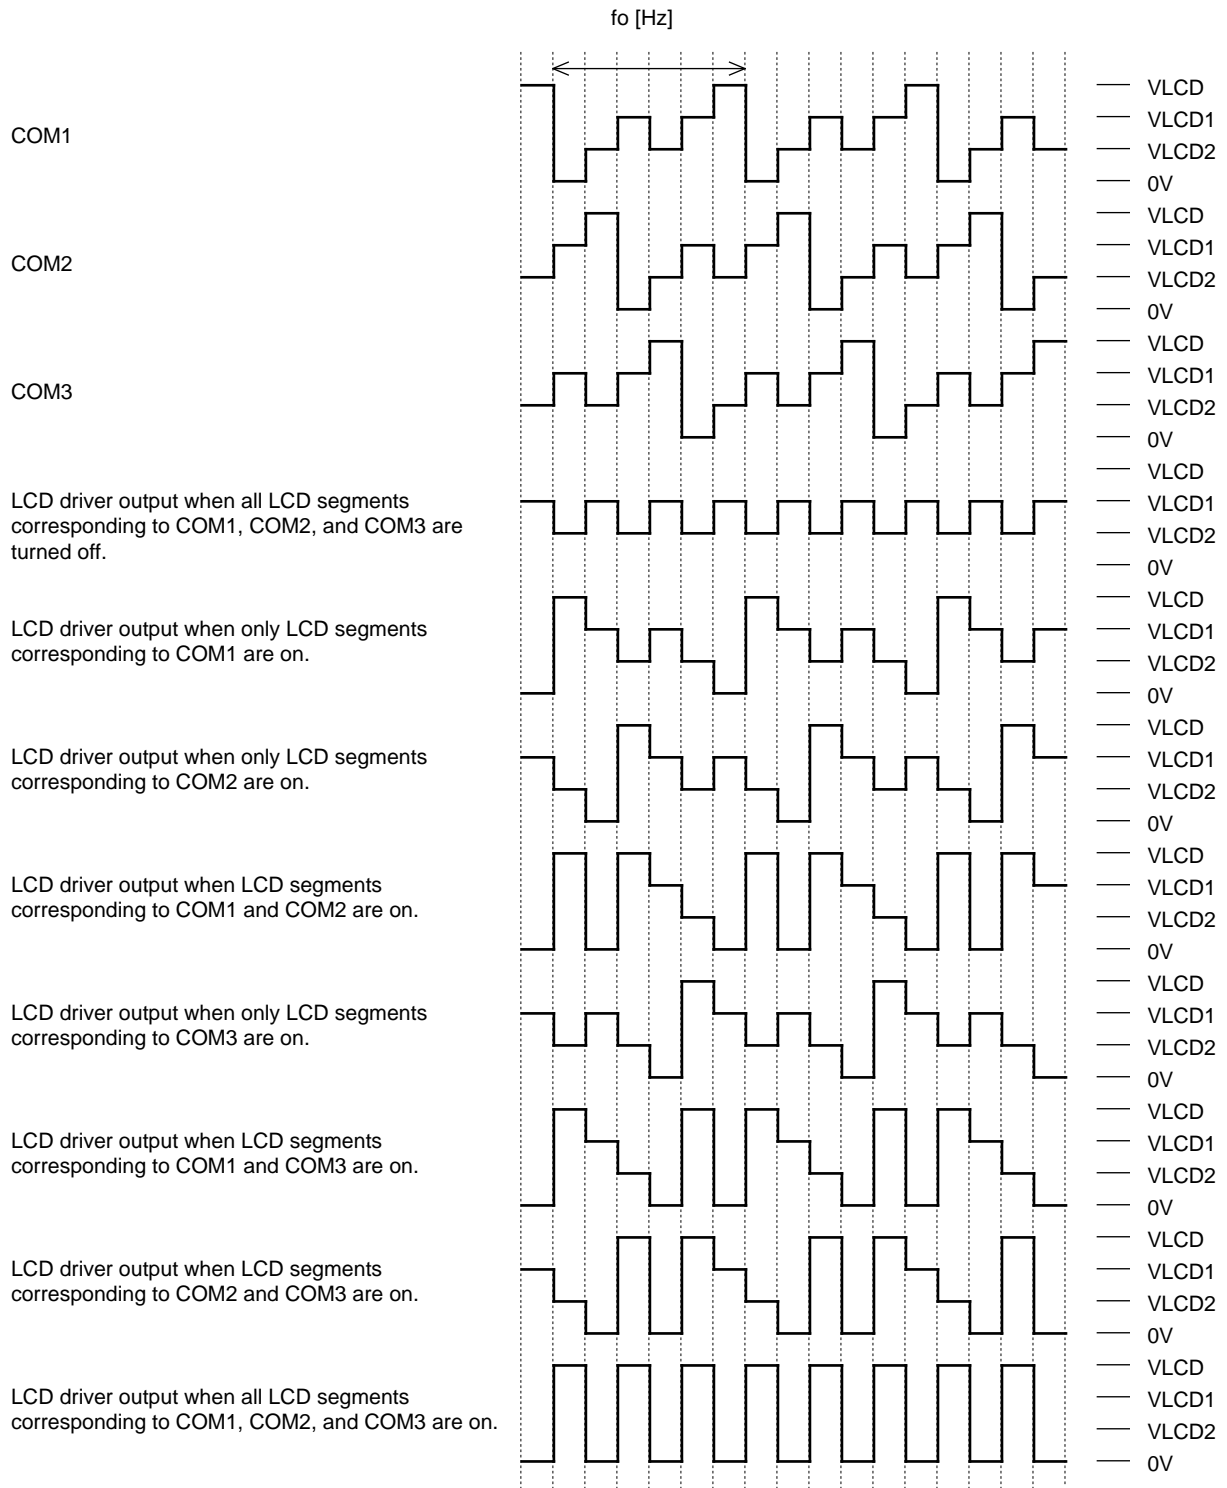 fo [Hz]
VLCD
VLCD1
COM1
VLCD2
0V
VLCD
VLCD1
COM2
VLCD2
0V
VLCD
VLCD1
COM3
VLCD2
0V
VLCD
LCD driver output when all LCD segments
corresponding to COM1, COM2, and COM3 are
turned off.
VLCD1
VLCD2
0V
VLCD
LCD driver output when only LCD segments
corresponding to COM1 are on.
VLCD1
VLCD2
0V
VLCD
LCD driver output when only LCD segments
corresponding to COM2 are on.
VLCD1
VLCD2
0V
VLCD
LCD driver output when LCD segments
corresponding to COM1 and COM2 are on.
VLCD1
VLCD2
0V
VLCD
LCD driver output when only LCD segments
corresponding to COM3 are on.
VLCD1
VLCD2
0V
VLCD
LCD driver output when LCD segments
corresponding to COM1 and COM3 are on.
VLCD1
VLCD2
0V
VLCD
LCD driver output when LCD segments
corresponding to COM2 and COM3 are on.
VLCD1
VLCD2
0V
VLCD
LCD driver output when all LCD segments
corresponding to COM1, COM2, and COM3 are on.
VLCD1
VLCD2
0V